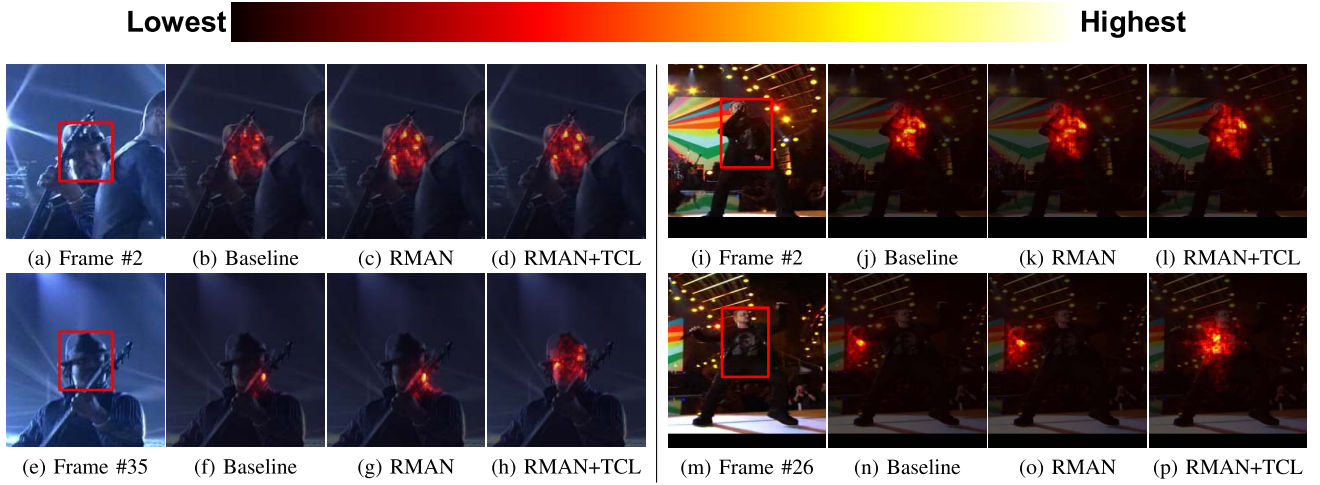 Lowest Highest
(a) Frame #2 (b) Baseline (c) RMAN (d) RMAN+TCL
(e) Frame #35 (f) Baseline (g) RMAN (h) RMAN+TCL
(i) Frame #2 (j) Baseline (k) RMAN (l) RMAN+TCL
(m) Frame #26 (n) Baseline (o) RMAN (p) RMAN+TCL